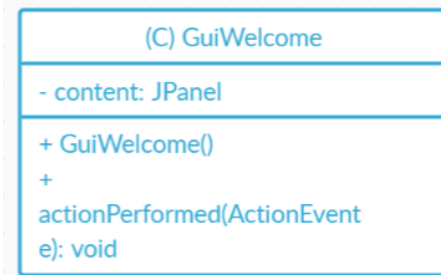 (C) GuiWelcome
- content: JPanel
+ GuiWelcome()
+
actionPerformed(ActionEvent
e): void